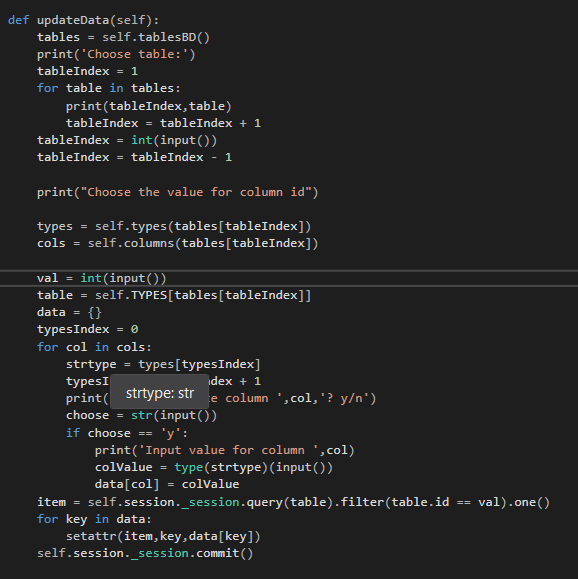 def updateData(self):
    tables = self.tablesBD()
    print('Choose table:')
    tableIndex = 1
    for table in tables:
        print(tableIndex,table)
        tableIndex = tableIndex + 1
    tableIndex = int(input())
    tableIndex = tableIndex - 1
    print("Choose the value for column id")
    types = self.types(tables[tableIndex])
    cols = self.columns(tables[tableIndex])
    val = int(input())
    table = self.TYPES[tables[tableIndex]]
    data = {}
    typesIndex = 0
    for col in cols:
        strtype = types[typesIndex]
        typesI dex + 1
        print( e column ',col,'? y/n')
strtype: str
        choose = str(input())
        if choose == 'y':
            print('Input value for column ',col)
            colValue = type(strtype)(input())
            data[col] = colValue
    item = self.session._session.query(table).filter(table.id == val).one()
    for key in data:
        setattr(item,key,data[key])
    self.session._session.commit()